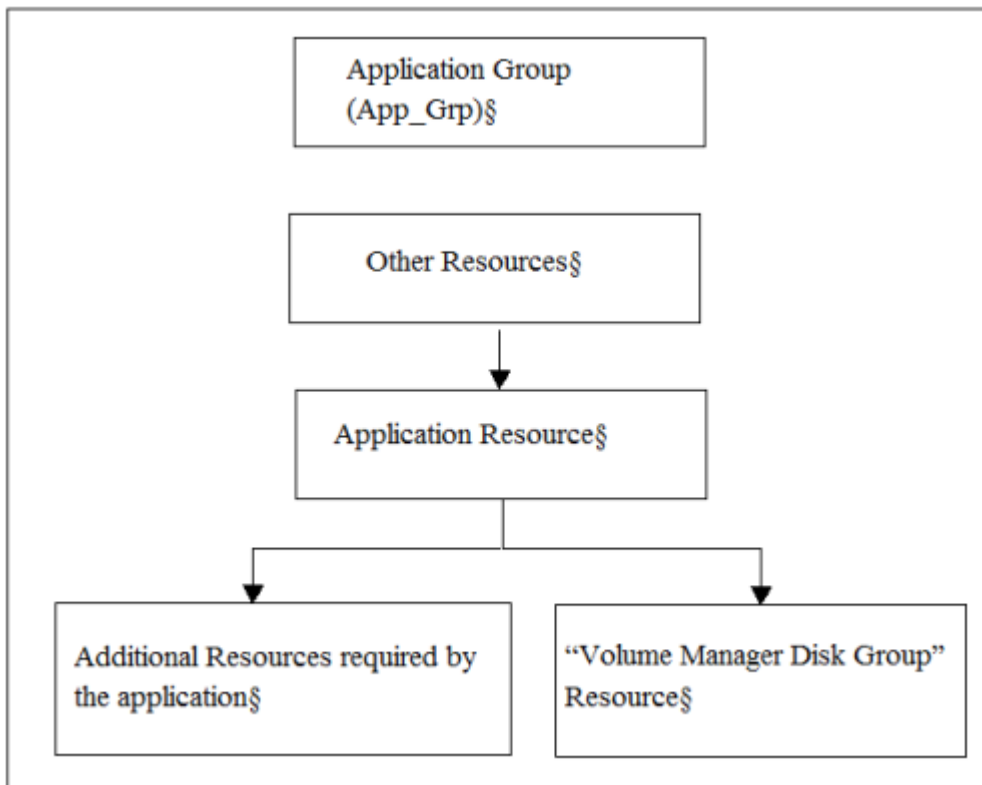 Application Group
(App_Grp)§
Other Resources§
Application Resource§
Additional Resources required by
the application§
“Volume Manager Disk Group”
Resource§